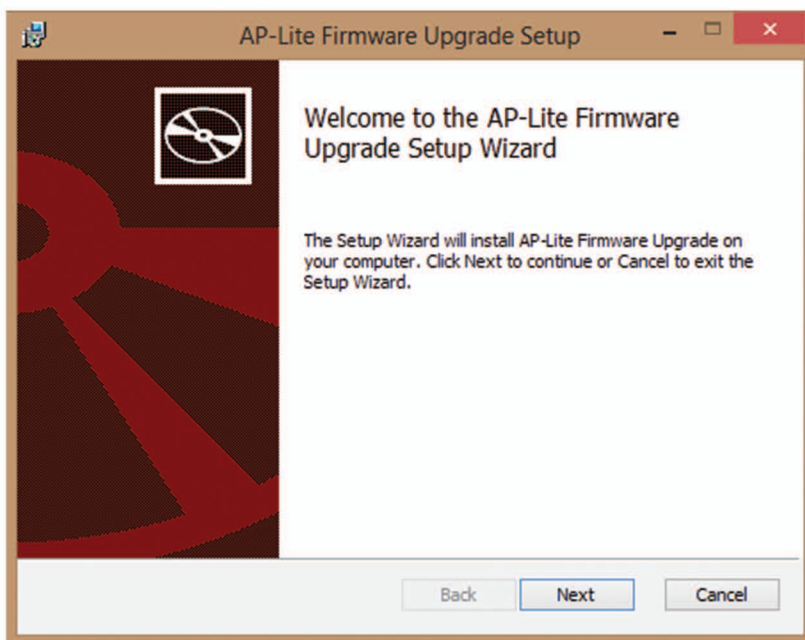 AP-Lite Firmware Upgrade Setup
Welcome to the AP-Lite Firmware
Upgrade Setup Wizard
The Setup Wizard will install AP-Lite Firmware Upgrade on
your computer. Click Next to continue or Cancel to exit the
Setup Wizard.
Back Next Cancel